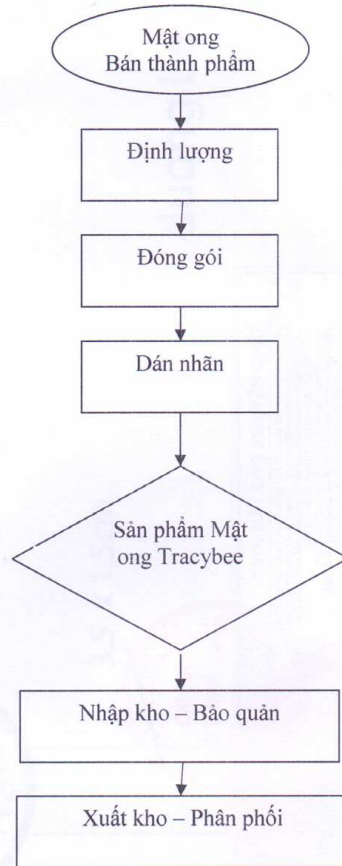 Mật ong
Bán thành phẩm
Định lượng
Đóng gói
Dán nhãn
Sản phẩm Mật
ong Tracybee
Nhập kho – Bảo quản
Xuất kho – Phân phối